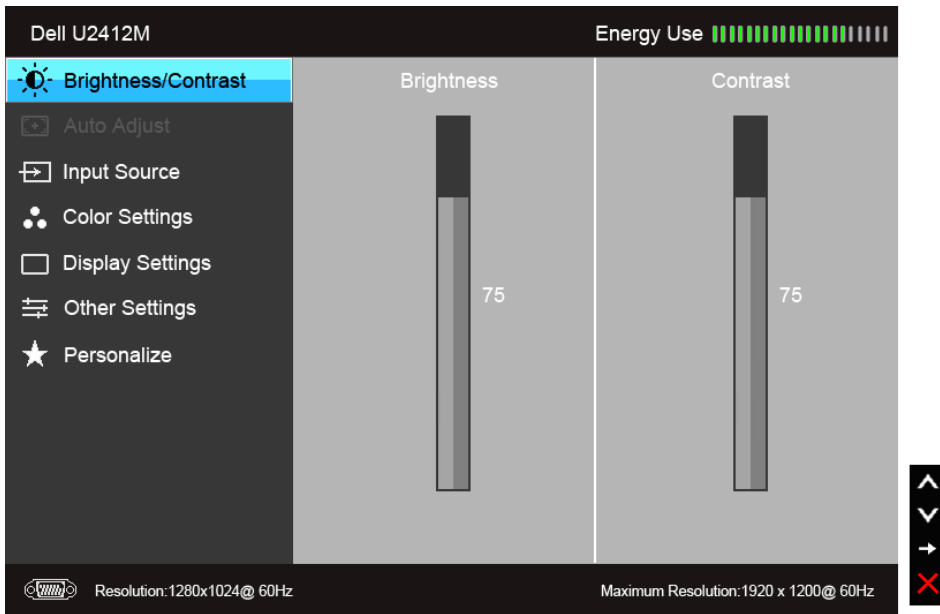 Dell U2412M
Energy Use
Brightness/Contrast
Auto Adjust
Input Source
Color Settings
Display Settings
Other Settings
Personalize
Brightness
Contrast
75
75
Resolution:1280x1024@ 60Hz
Maximum Resolution:1920 x 1200@ 60Hz